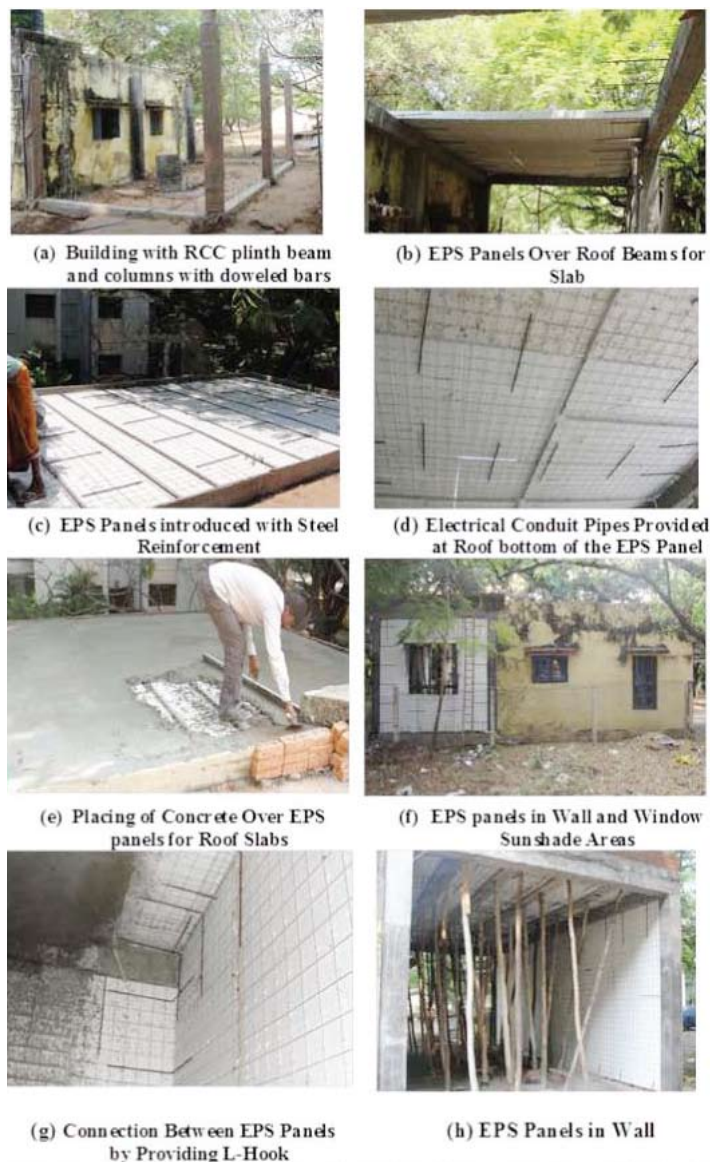 (a) Building with RCC plinth beam
and columns with doweled bars
(b) EPS Panels Over Roof Beams for
Slab
(c) EPS Panels introduced with Steel
Reinforcement
(d) Electrical Conduit Pipes Provided
at Roof bottom of the EPS Panel
(e) Placing of Concrete Over EPS
panels for Roof Slabs
(f) EPS panels in Wall and Window
Sunshade Areas
(g) Connection Between EPS Panels
by Providing L-Hook
(h) EPS Panels in Wall